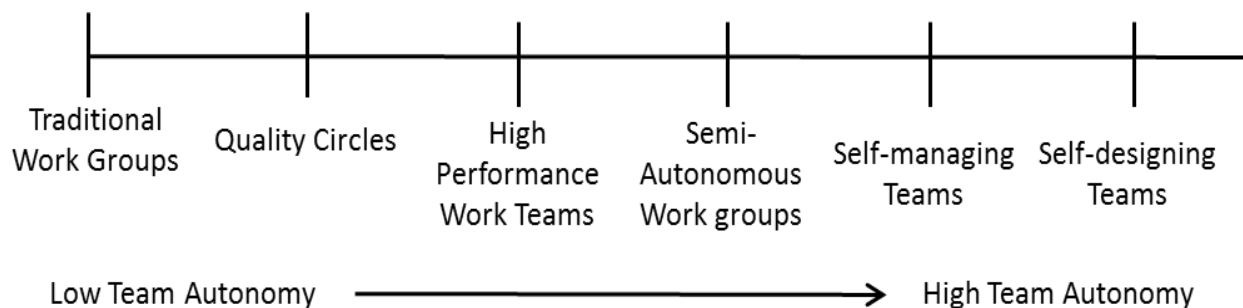 Traditional
Work Groups
Quality Circles
High
Performance
Work Teams
Semi-
Autonomous
Work groups
Self-managing
Teams
Self-designing
Teams
Low Team Autonomy
High Team Autonomy